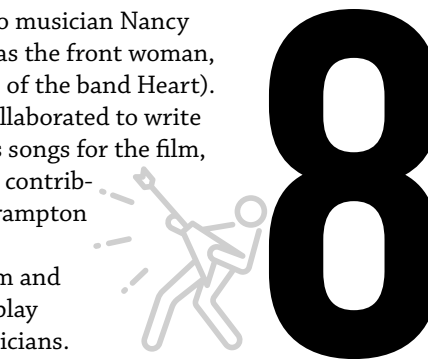 o musician Nancy
as the front woman,
of the band Heart).
llaborated to write
s songs for the film,
contrib-
rampton
m and
play
icians.
8